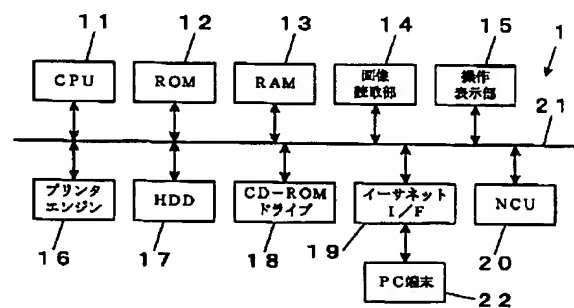 11
12
13
14
15
1
CPU
ROM
RAM
画像
読取部
操作
表示部
21
プリンタ
エンジン
HDD
CD-ROM
ドライブ
イーサネット
I/F
NCU
16
17
18
19
20
PC端末
22